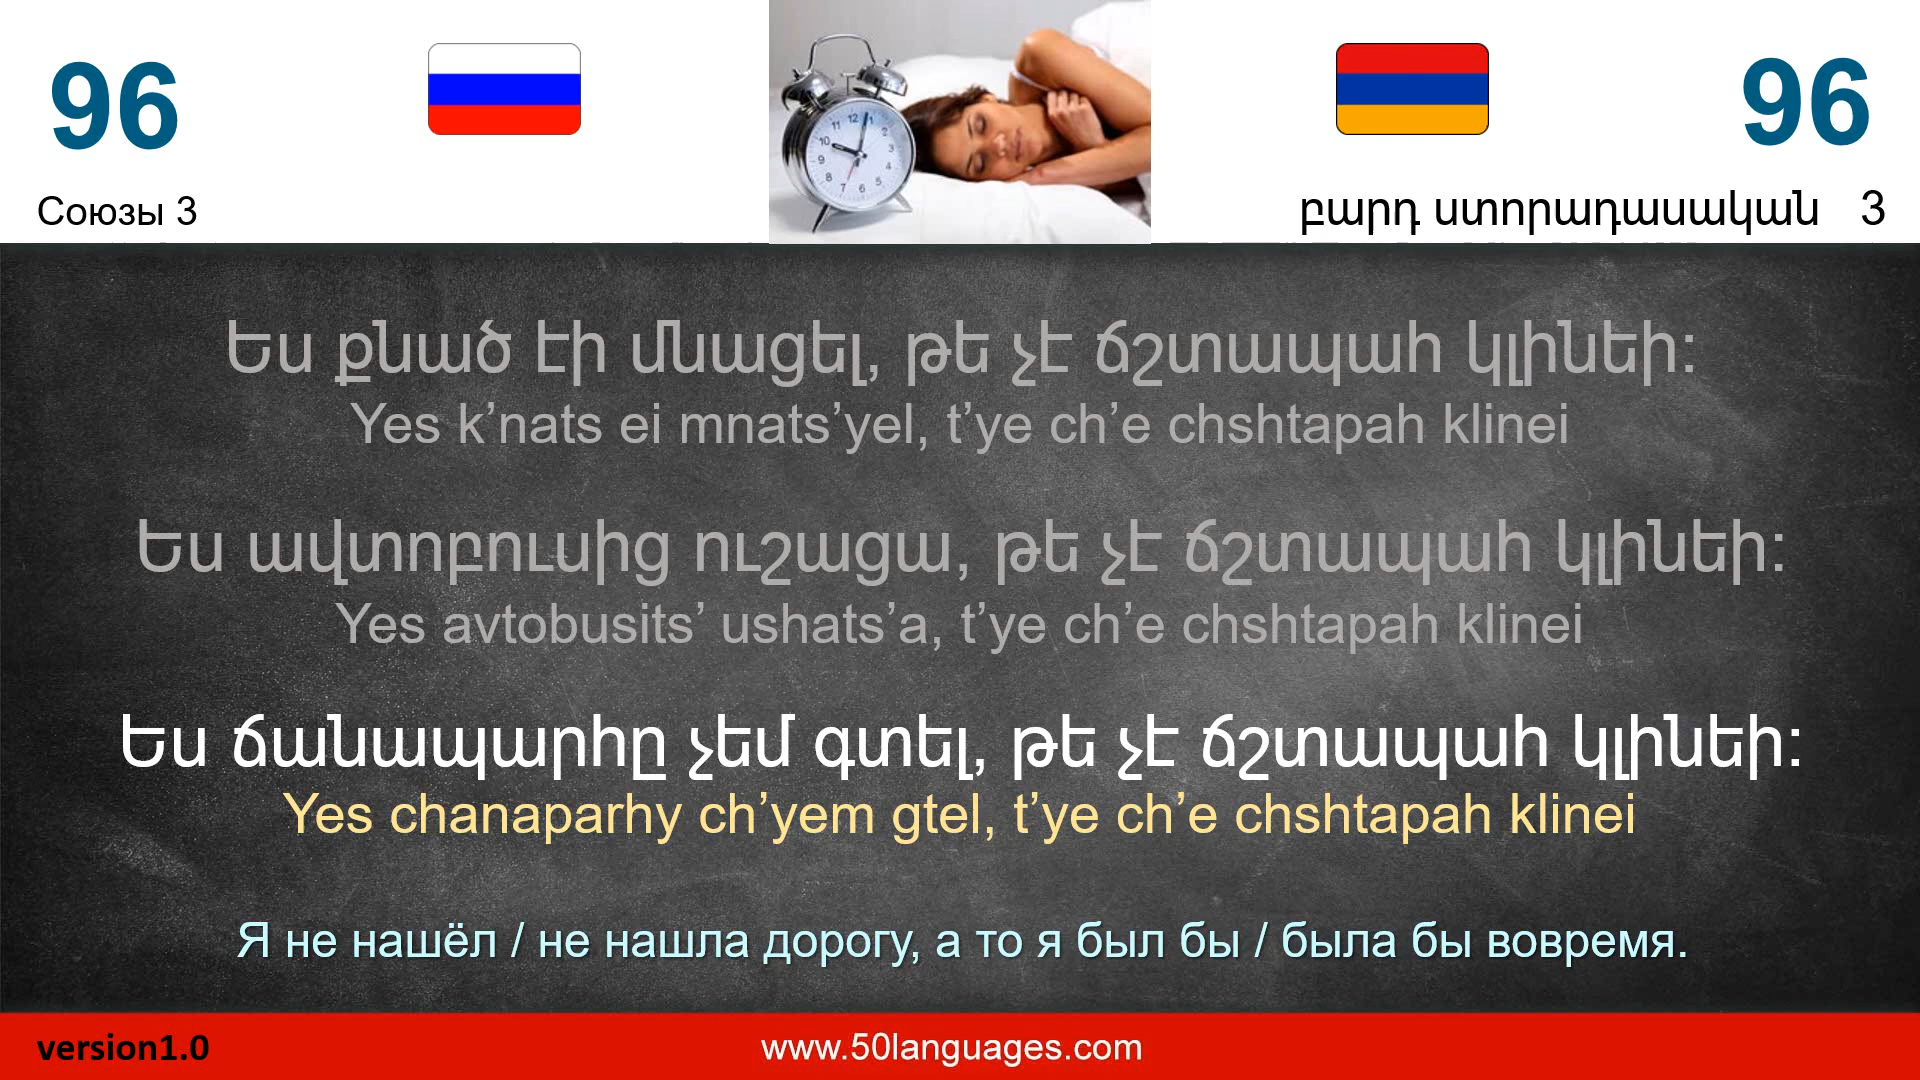 96
96
Союзы 3
բարդ ստորադասական 3
Ես քնած էի մնացել, թե չէ ճշտապահ կլինեի:
Yes k’nats ei mnats’yel, t’ye ch’e chshtapah klinei
Ես ավտոբուսից ուշացա, թե չէ ճշտապահ կլինեի:
Yes avtobusits’ ushats’a, t’ye ch’e chshtapah klinei
Ես ճանապարհը չեմ գտել, թե չէ ճշտապահ կլինեի:
Yes chanaparhy ch’yem gtel, t’ye ch’e chshtapah klinei
Я не нашёл / не нашла дорогу, а то я был бы / была бы вовремя.
version1.0
www.50languages.com